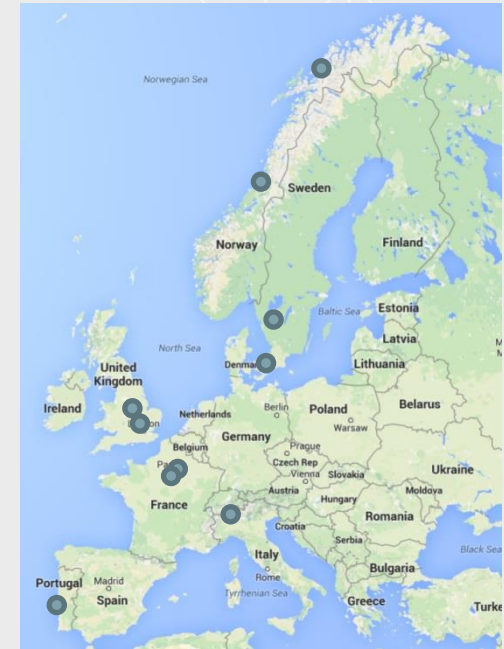 Norwegian Sea
Sweden
Norway
Finland
Baltic Sea
Estonia
North Sea
Latvia
Lithuania
United
Kingdom
Ireland
Netherlands
Berlin
Poland
Belarus
Warsaw
Germany
Belgium
Prague
Czech Rep
Ukraine
Vienna
Slovakia
Austria
Moldova
Hungary
France
Romania
Croatia
Serbia
Italy
Black Sea
Bulgaria
Rome
Portugal
Madrid
Spain
Tyrrhenian Sea
Greece